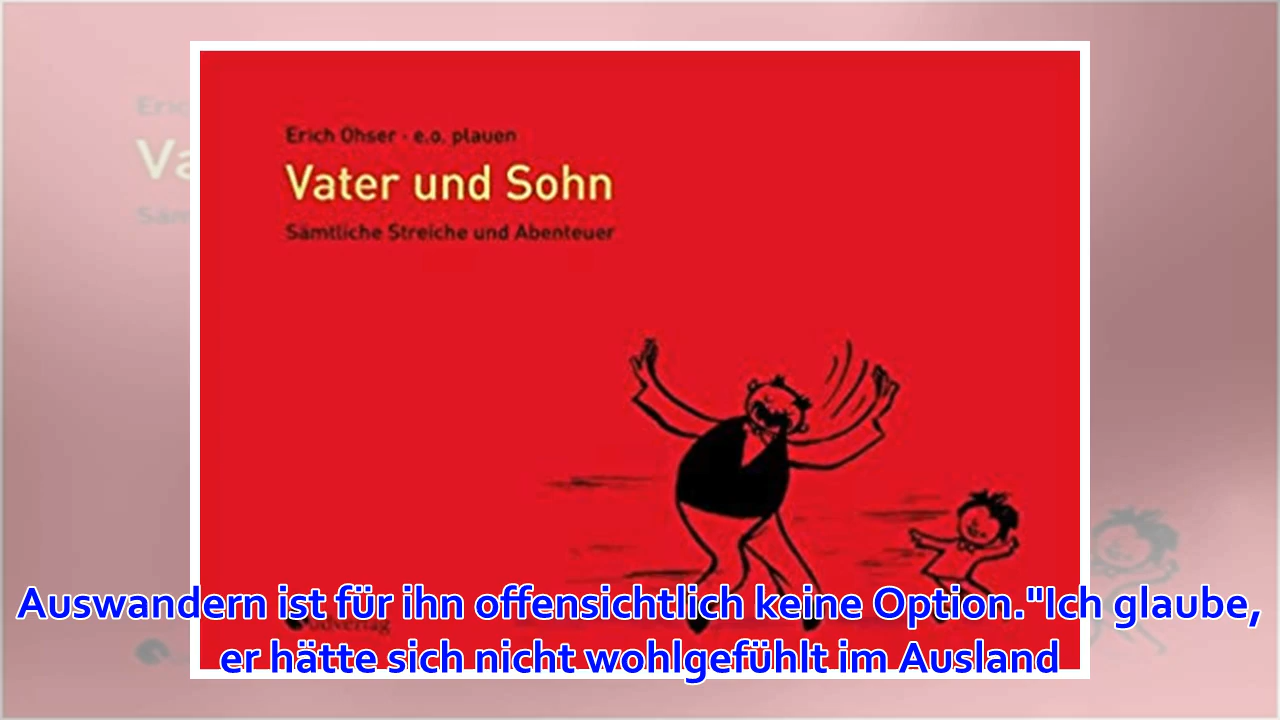 Erich Ohser · e.o. plauen
Vater und Sohn
Sämtliche Streiche und Abenteuer
Auswandern ist für ihn offensichtlich keine Option."Ich glaube,
er hätte sich nicht wohlgefühlt im Ausland